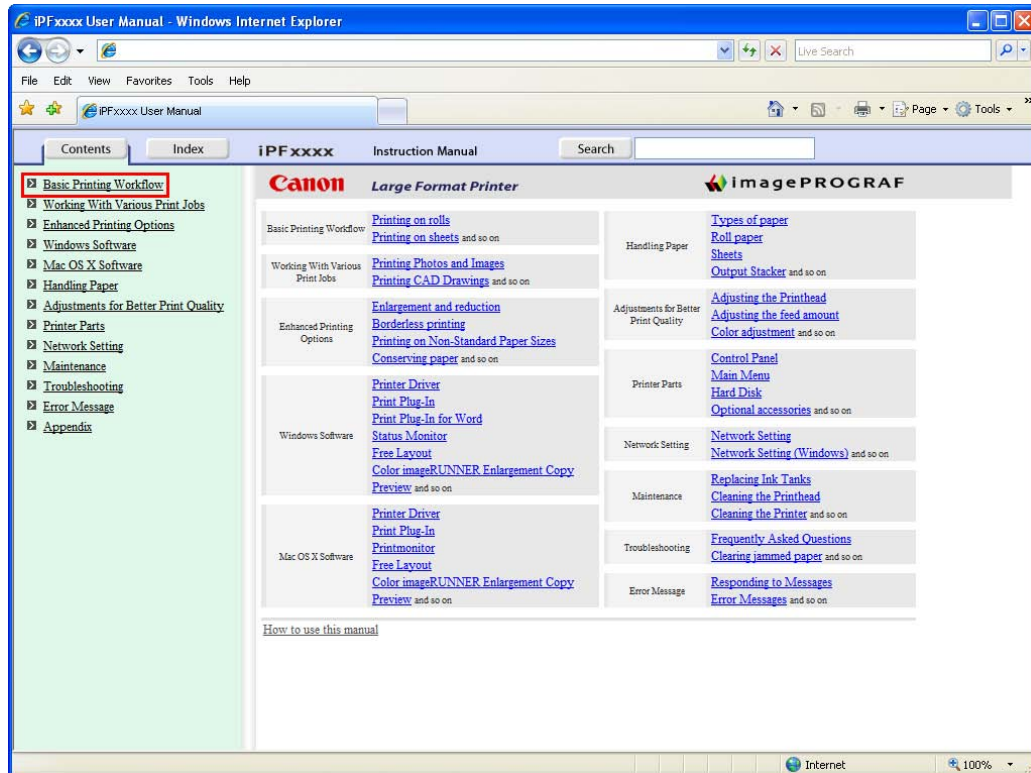 iPFxxxx User Manual - Windows Internet Explorer
Live Search
File Edit View Favorites Tools Help
iPFxxxx User Manual
Page Tools
Contents Index iPFxxxx Instruction Manual Search
Basic Printing Workflow
Working With Various Print Jobs
Enhanced Printing Options
Windows Software
Mac OS X Software
Handling Paper
Adjustments for Better Print Quality
Printer Parts
Network Setting
Maintenance
Troubleshooting
Error Message
Appendix
Canon Large Format Printer imagePROGRAF
Basic Printing Workflow
Printing on rolls
Printing on sheets and so on
Working With Various
Print Jobs
Printing Photos and Images
Printing CAD Drawings and so on
Enhanced Printing
Options
Enlargement and reduction
Borderless printing
Printing on Non-Standard Paper Sizes
Conserving paper and so on
Windows Software
Printer Driver
Print Plug-In
Print Plug-In for Word
Status Monitor
Free Layout
Color imageRUNNER Enlargement Copy
Preview and so on
Mac OS X Software
Printer Driver
Print Plug-In
Printmonitor
Free Layout
Color imageRUNNER Enlargement Copy
Preview and so on
Handling Paper
Types of paper
Roll paper
Sheets
Output Stacker and so on
Adjustments for Better
Print Quality
Adjusting the Printhead
Adjusting the feed amount
Color adjustment and so on
Printer Parts
Control Panel
Main Menu
Hard Disk
Optional accessories and so on
Network Setting
Network Setting
Network Setting (Windows) and so on
Maintenance
Replacing Ink Tanks
Cleaning the Printhead
Cleaning the Printer and so on
Troubleshooting
Frequently Asked Questions
Clearing jammed paper and so on
Error Message
Responding to Messages
Error Messages and so on
How to use this manual
Internet 100%